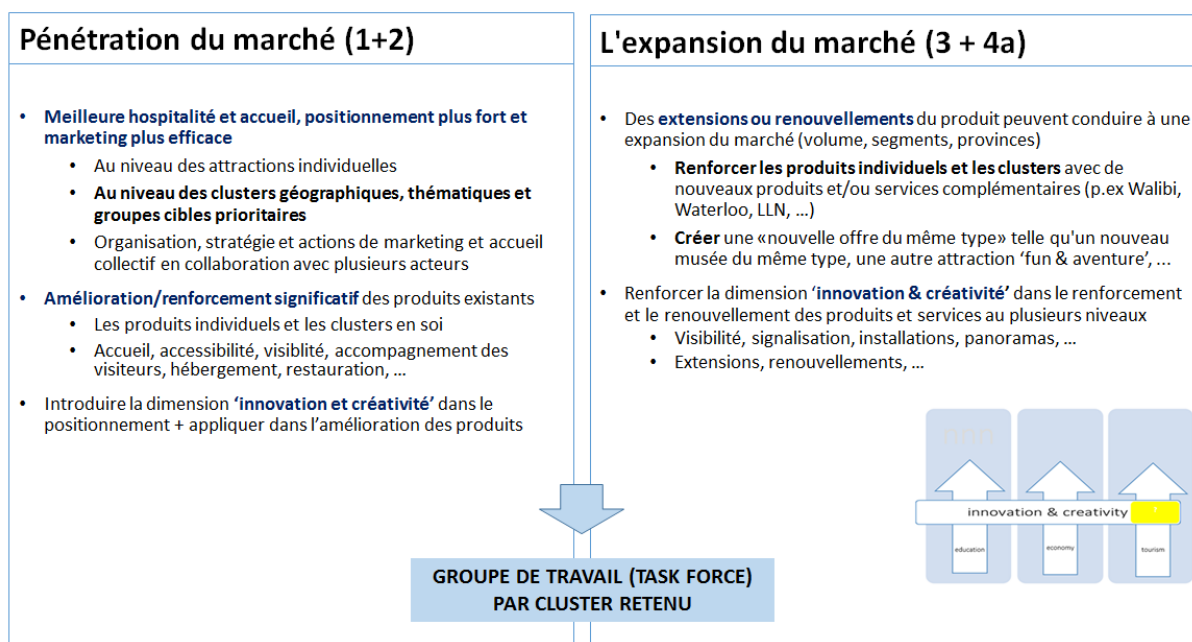 Pénétration du marché (1+2)
• Meilleure hospitalité et accueil, positionnement plus fort et
marketing plus efficace
• Au niveau des attractions individuelles
• Au niveau des clusters géographiques, thématiques et
groupes cibles prioritaires
• Organisation, stratégie et actions de marketing et accueil
collectif en collaboration avec plusieurs acteurs
• Amélioration/renforcement significatif des produits existants
• Les produits individuels et les clusters en soi
• Accueil, accessibilité, visiblité, accompagnement des
visiteurs, hébergement, restauration, ...
• Introduire la dimension ‘innovation et créativité’ dans le
positionnement + appliquer dans l’amélioration des produits
L'expansion du marché (3 + 4a)
• Des extensions ou renouvellements du produit peuvent conduire à une
expansion du marché (volume, segments, provinces)
• Renforcer les produits individuels et les clusters avec de
nouveaux produits et/ou services complémentaires (p.ex Walibi,
Waterloo, LLN, ...)
• Créer une «nouvelle offre du même type» telle qu'un nouveau
musée du même type, une autre attraction ‘fun & aventure’, ...
• Renforcer la dimension ‘innovation & créativité’ dans le renforcement
et le renouvellement des produits et services au plusieurs niveaux
• Visibilité, signalisation, installations, panoramas, ...
• Extensions, renouvellements, ...
innovation & creativity
education
economy
tourism
GROUPE DE TRAVAIL (TASK FORCE)
PAR CLUSTER RETENU